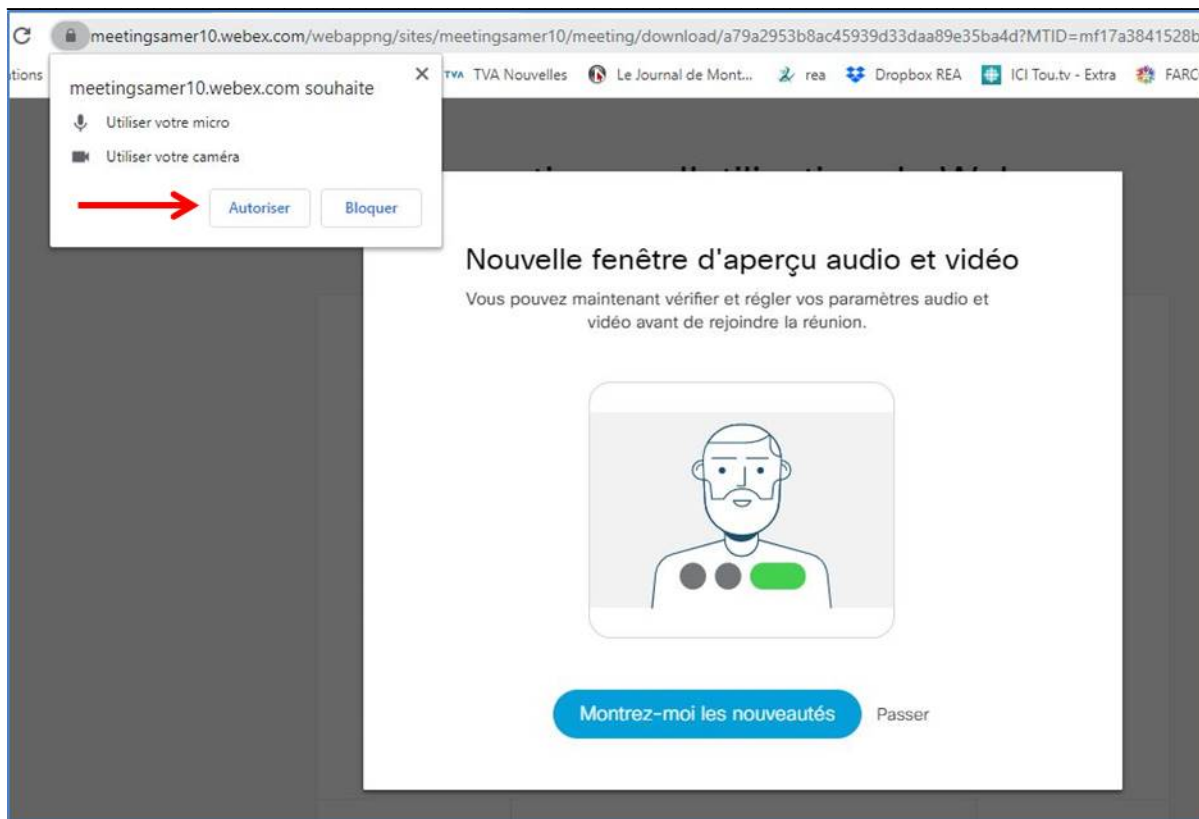 meetingsamer10.webex.com/webappng/sites/meetingsamer10/meeting/download/a79a2953b8ac45939d33daa89e35ba4d?MTID=mf17a3841528b
tions TVA TVA Nouvelles Le Journal de Mont... rea Dropbox REA ICI Tou.tv - Extra FARC
meetingsamer10.webex.com souhaite
Utiliser votre micro
Utiliser votre caméra
Autoriser Bloquer
Nouvelle fenêtre d'aperçu audio et vidéo
Vous pouvez maintenant vérifier et régler vos paramètres audio et
vidéo avant de rejoindre la réunion.
Montrez-moi les nouveautés Passer